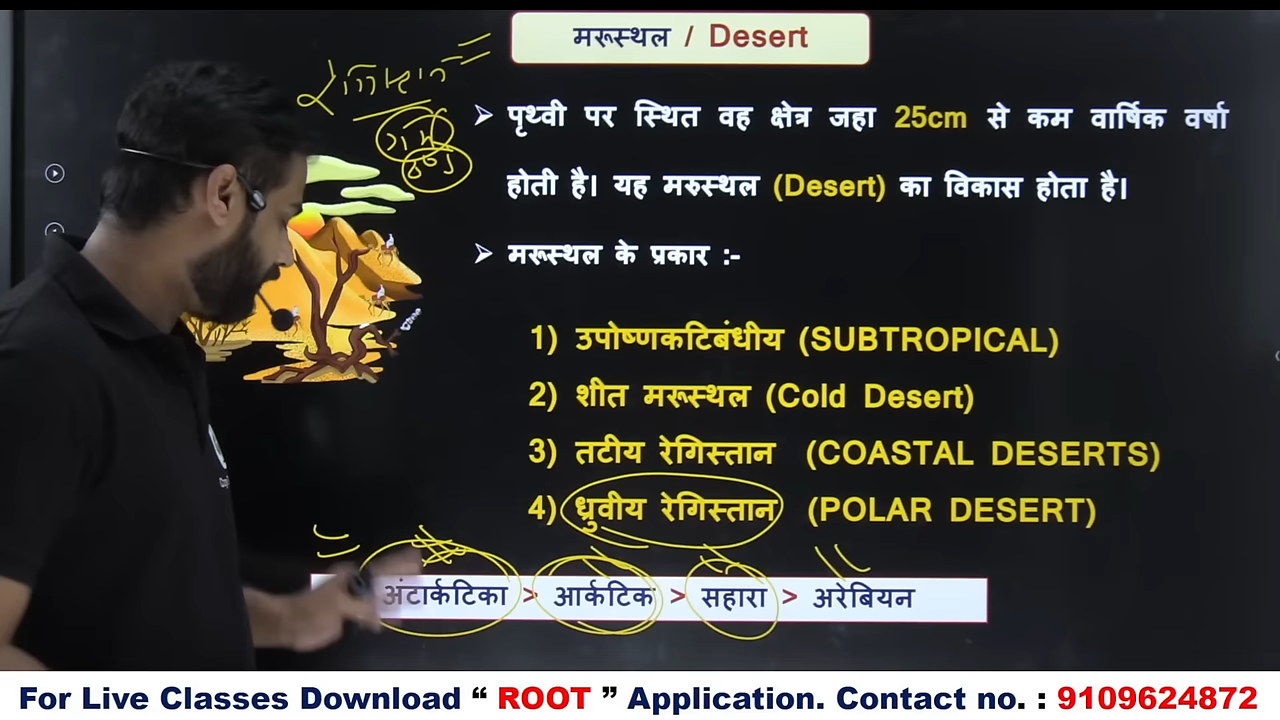 मरूस्थल / Desert
रेगिस्तान
गर्म
ठण्डे
➢ पृथ्वी पर स्थित वह क्षेत्र जहा 25cm से कम वार्षिक वर्षा
होती है। यह मरुस्थल (Desert) का विकास होता है।
➢ मरूस्थल के प्रकार :-
1) उपोष्णकटिबंधीय (SUBTROPICAL)
2) शीत मरूस्थल (Cold Desert)
3) तटीय रेगिस्तान (COASTAL DESERTS)
4) ध्रुवीय रेगिस्तान (POLAR DESERT)
अंटार्कटिका > आर्कटिक > सहारा > अरेबियन
For Live Classes Download “ ROOT ” Application. Contact no. : 9109624872